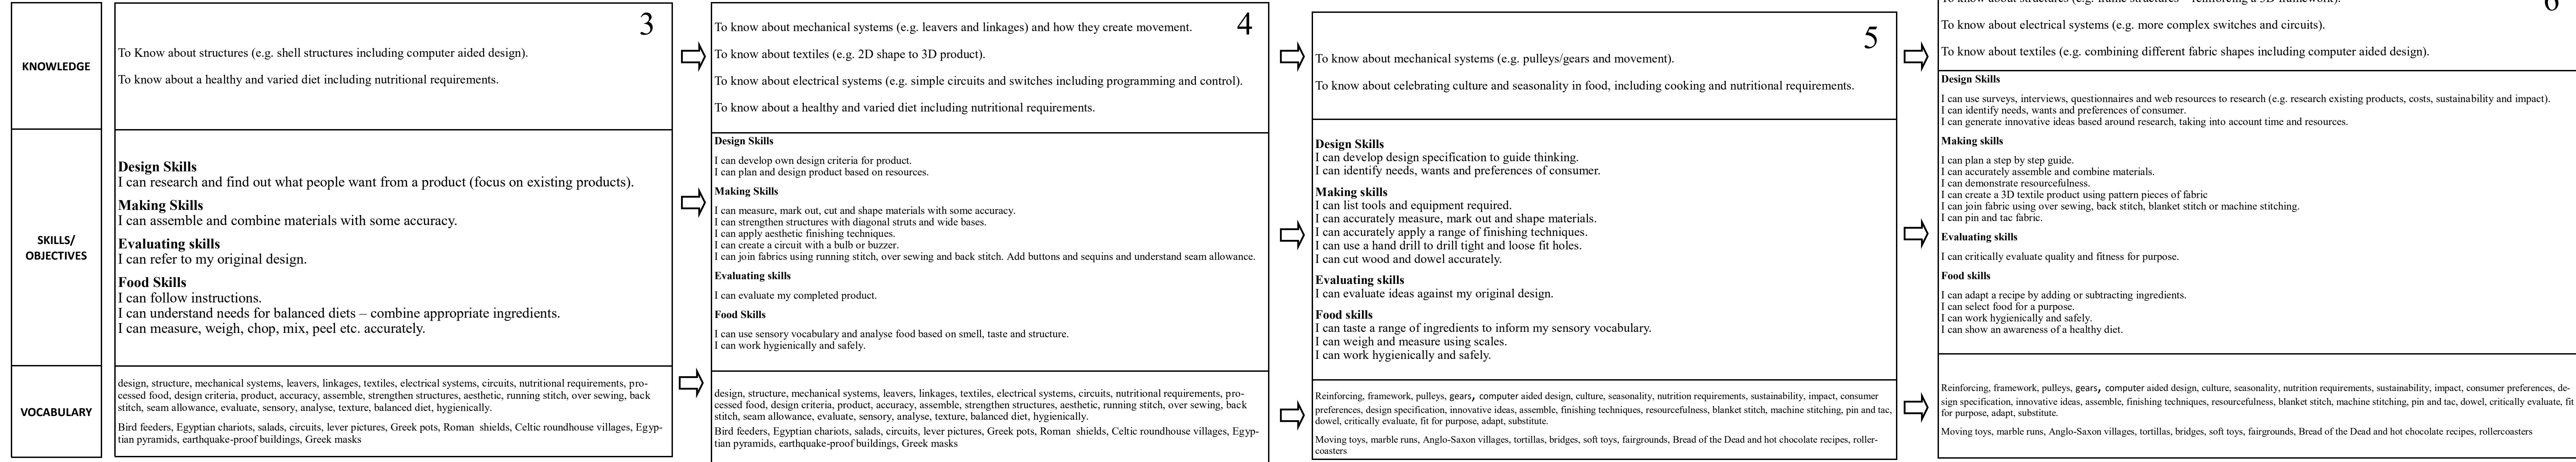 KNOWLEDGE
3
To Know about structures (e.g. shell structures including computer aided design).
To know about a healthy and varied diet including nutritional requirements.
4
To know about mechanical systems (e.g. leavers and linkages) and how they create movement.
To know about textiles (e.g. 2D shape to 3D product).
To know about electrical systems (e.g. simple circuits and switches including programming and control).
To know about a healthy and varied diet including nutritional requirements.
5
To know about mechanical systems (e.g. pulleys/gears and movement).
To know about celebrating culture and seasonality in food, including cooking and nutritional requirements.
6
To know about structures (e.g. frame structures – reinforcing a 3D framework).
To know about electrical systems (e.g. more complex switches and circuits).
To know about textiles (e.g. combining different fabric shapes including computer aided design).
SKILLS/
OBJECTIVES
Design Skills
I can research and find out what people want from a product (focus on existing products).
Making Skills
I can assemble and combine materials with some accuracy.
Evaluating skills
I can refer to my original design.
Food Skills
I can follow instructions.
I can understand needs for balanced diets – combine appropriate ingredients.
I can measure, weigh, chop, mix, peel etc. accurately.
Design Skills
I can develop own design criteria for product.
I can plan and design product based on resources.
Making Skills
I can measure, mark out, cut and shape materials with some accuracy.
I can strengthen structures with diagonal struts and wide bases.
I can apply aesthetic finishing techniques.
I can create a circuit with a bulb or buzzer.
I can join fabrics using running stitch, over sewing and back stitch. Add buttons and sequins and understand seam allowance.
Evaluating skills
I can evaluate my completed product.
Food Skills
I can use sensory vocabulary and analyse food based on smell, taste and structure.
I can work hygienically and safely.
Design Skills
I can develop design specification to guide thinking.
I can identify needs, wants and preferences of consumer.
Making skills
I can list tools and equipment required.
I can accurately measure, mark out and shape materials.
I can accurately apply a range of finishing techniques.
I can use a hand drill to drill tight and loose fit holes.
I can cut wood and dowel accurately.
Evaluating skills
I can evaluate ideas against my original design.
Food skills
I can taste a range of ingredients to inform my sensory vocabulary.
I can weigh and measure using scales.
I can work hygienically and safely.
Design Skills
I can use surveys, interviews, questionnaires and web resources to research (e.g. research existing products, costs, sustainability and impact).
I can identify needs, wants and preferences of consumer.
I can generate innovative ideas based around research, taking into account time and resources.
Making skills
I can plan a step by step guide.
I can accurately assemble and combine materials.
I can demonstrate resourcefulness.
I can create a 3D textile product using pattern pieces of fabric
I can join fabric using over sewing, back stitch, blanket stitch or machine stitching.
I can pin and tac fabric.
Evaluating skills
I can critically evaluate quality and fitness for purpose.
Food skills
I can adapt a recipe by adding or subtracting ingredients.
I can select food for a purpose.
I can work hygienically and safely.
I can show an awareness of a healthy diet.
VOCABULARY
design, structure, mechanical systems, leavers, linkages, textiles, electrical systems, circuits, nutritional requirements, pro-
cessed food, design criteria, product, accuracy, assemble, strengthen structures, aesthetic, running stitch, over sewing, back
stitch, seam allowance, evaluate, sensory, analyse, texture, balanced diet, hygienically.
Bird feeders, Egyptian chariots, salads, circuits, lever pictures, Greek pots, Roman shields, Celtic roundhouse villages, Egyp-
tian pyramids, earthquake-proof buildings, Greek masks
design, structure, mechanical systems, leavers, linkages, textiles, electrical systems, circuits, nutritional requirements, pro-
cessed food, design criteria, product, accuracy, assemble, strengthen structures, aesthetic, running stitch, over sewing, back
stitch, seam allowance, evaluate, sensory, analyse, texture, balanced diet, hygienically.
Bird feeders, Egyptian chariots, salads, circuits, lever pictures, Greek pots, Roman shields, Celtic roundhouse villages, Egyp-
tian pyramids, earthquake-proof buildings, Greek masks
Reinforcing, framework, pulleys, gears, computer aided design, culture, seasonality, nutrition requirements, sustainability, impact, consumer
preferences, design specification, innovative ideas, assemble, finishing techniques, resourcefulness, blanket stitch, machine stitching, pin and tac,
dowel, critically evaluate, fit for purpose, adapt, substitute.
Moving toys, marble runs, Anglo-Saxon villages, tortillas, bridges, soft toys, fairgrounds, Bread of the Dead and hot chocolate recipes, roller-
coasters
Reinforcing, framework, pulleys, gears, computer aided design, culture, seasonality, nutrition requirements, sustainability, impact, consumer preferences, de-
sign specification, innovative ideas, assemble, finishing techniques, resourcefulness, blanket stitch, machine stitching, pin and tac, dowel, critically evaluate, fit
for purpose, adapt, substitute.
Moving toys, marble runs, Anglo-Saxon villages, tortillas, bridges, soft toys, fairgrounds, Bread of the Dead and hot chocolate recipes, rollercoasters